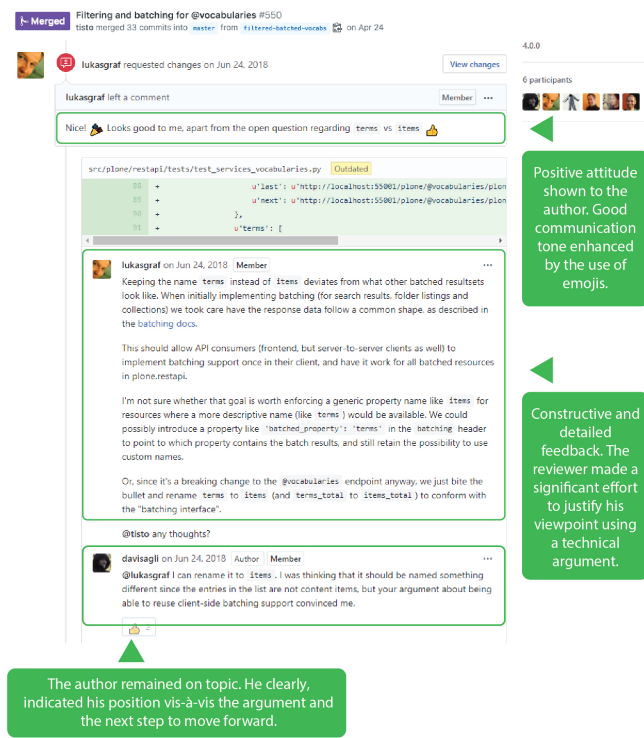 Merged
Filtering and batching for @vocabularies #550
tisto merged 33 commits into master from filtered-batched-vocabs on Apr 24
4.0.0
lukasgraf requested changes on Jun 24, 2018
View changes
6 participants
lukasgraf left a comment
Member
Nice! Looks good to me, apart from the open question regarding terms vs items
Positive attitude
shown to the
author. Good
communication
tone enhanced
by the use of
emojis.
src/plone/restapi/tests/test_services_vocabularies.py Outdated
88 + u'last': u'http://localhost:55001/plone/@vocabularies/plon
89 + u'next': u'http://localhost:55001/plone/@vocabularies/plon
90 + },
91 + u'terms': [
lukasgraf on Jun 24, 2018 Member
Keeping the name terms instead of items deviates from what other batched resultsets
look like. When initially implementing batching (for search results, folder listings and
collections) we took care have the response data follow a common shape, as described in
the batching docs.
This should allow API consumers (frontend, but server-to-server clients as well) to
implement batching support once in their client, and have it work for all batched resources
in plone.restapi.
I'm not sure whether that goal is worth enforcing a generic property name like items for
resources where a more descriptive name (like terms) would be available. We could
possibly introduce a property like 'batched_property': 'terms' in the batching header
to point to which property contains the batch results, and still retain the possibility to use
custom names.
Or, since it's a breaking change to the @vocabularies endpoint anyway, we just bite the
bullet and rename terms to items (and terms_total to items_total) to conform with
the "batching interface".
@tisto any thoughts?
Constructive and
detailed
feedback. The
reviewer made a
significant effort
to justify his
viewpoint using
a technical
argument.
davisagli on Jun 24, 2018 Author Member
@lukasgraf I can rename it to items. I was thinking that it should be named something
different since the entries in the list are not content items, but your argument about being
able to reuse client-side batching support convinced me.
2
The author remained on topic. He clearly,
indicated his position vis-à-vis the argument and
the next step to move forward.